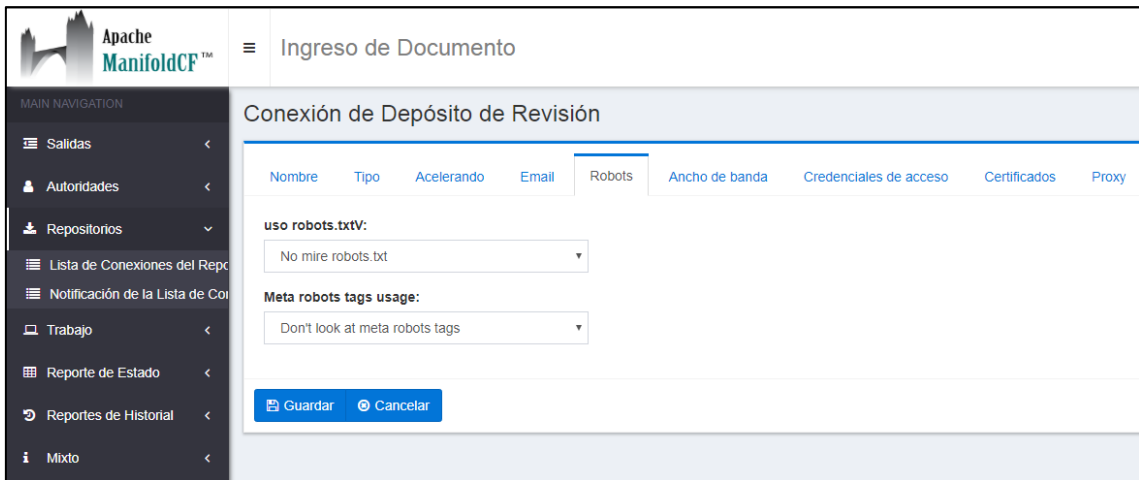 Apache
ManifoldCF™
Ingreso de Documento
MAIN NAVIGATION
Salidas
Autoridades
Repositorios
Lista de Conexiones del Repo
Notificación de la Lista de Con
Trabajo
Reporte de Estado
Reportes de Historial
Mixto
Conexión de Depósito de Revisión
Nombre Tipo Acelerando Email Robots Ancho de banda Credenciales de acceso Certificados Proxy
uso robots.txtV:
No mire robots.txt
Meta robots tags usage:
Don't look at meta robots tags
Guardar Cancelar